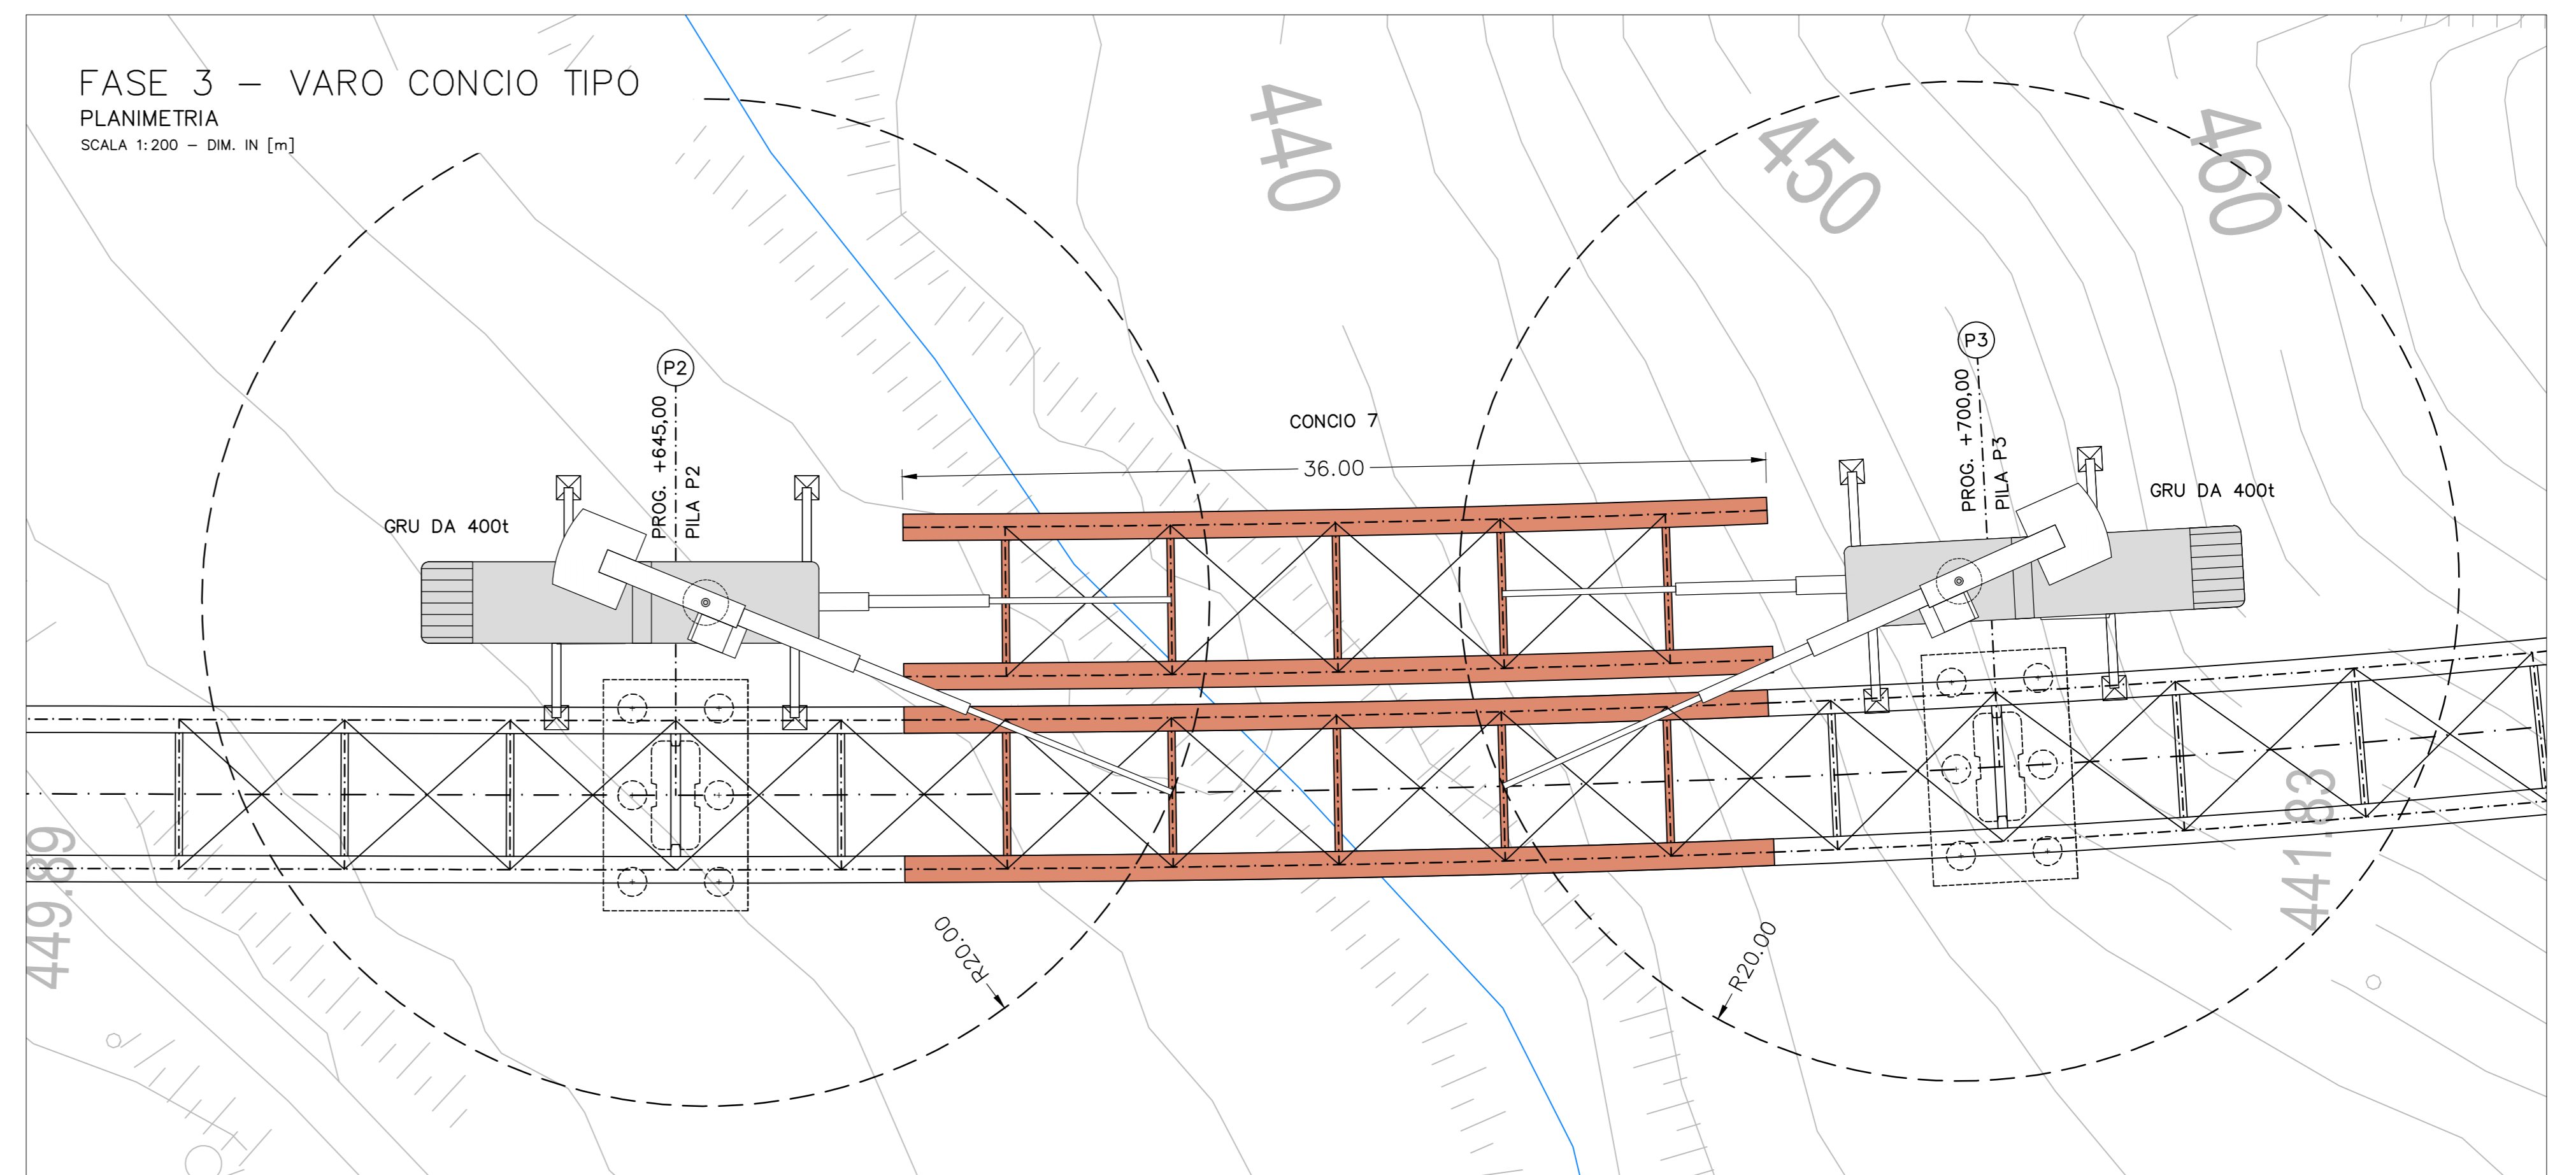 FASE 3 - VARO CONCIO TIPO
PLANIMETRIA
SCALA 1:200 - DIM. IN [m]
440
450
460
P2
PROG. +645,00
PILA P2
GRU DA 400t
CONCIO 7
36.00
P3
PROG. +700,00
PILA P3
GRU DA 400t
449.89
441.83
R20.00
R20.00